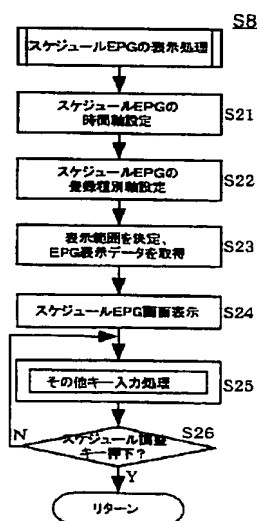 S8
スケジュールEPGの表示処理
スケジュールEPGの
時間軸設定
S21
スケジュールEPGの
登録種別軸設定
S22
表示範囲を決定、
EPG表示データを取得
S23
スケジュールEPG画面表示
S24
その他キー入力処理
S25
スケジュール調整
キー押下?
S26
N
Y
リターン